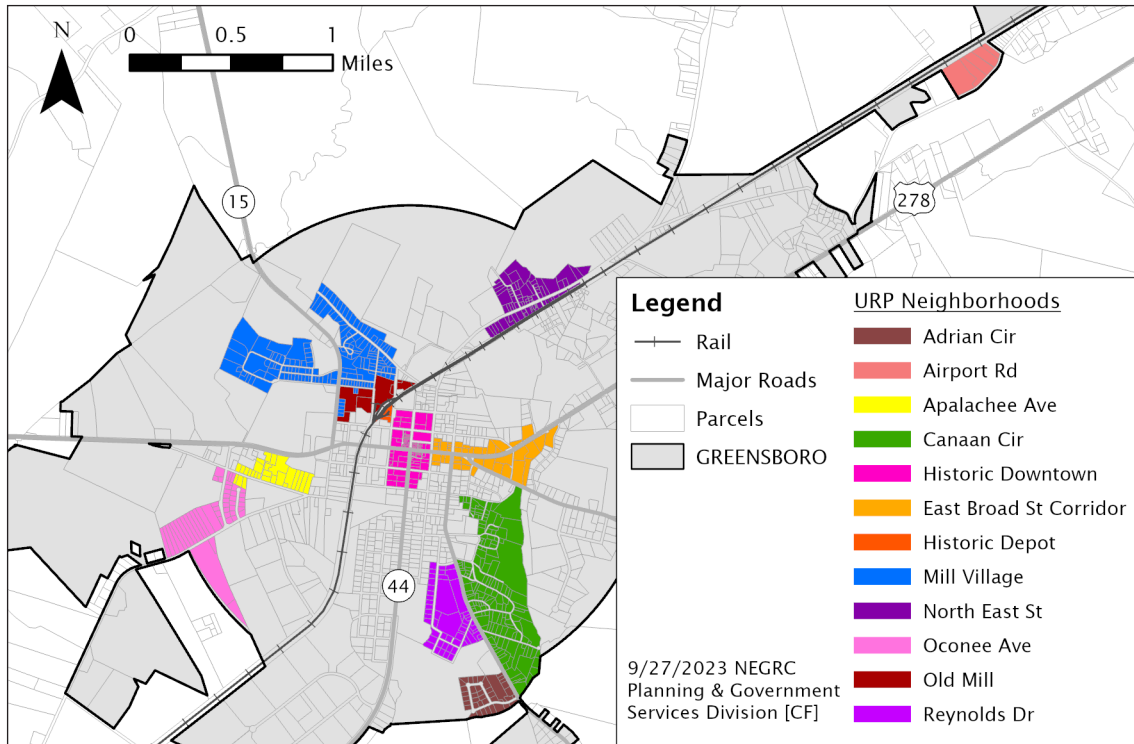 N
0 0.5 1
Miles
15
278
44
Legend
Rail
Major Roads
Parcels
GREENSBORO
9/27/2023 NEGRC
Planning & Government
Services Division [CF]
URP Neighborhoods
Adrian Cir
Airport Rd
Apalachee Ave
Canaan Cir
Historic Downtown
East Broad St Corridor
Historic Depot
Mill Village
North East St
Oconee Ave
Old Mill
Reynolds Dr